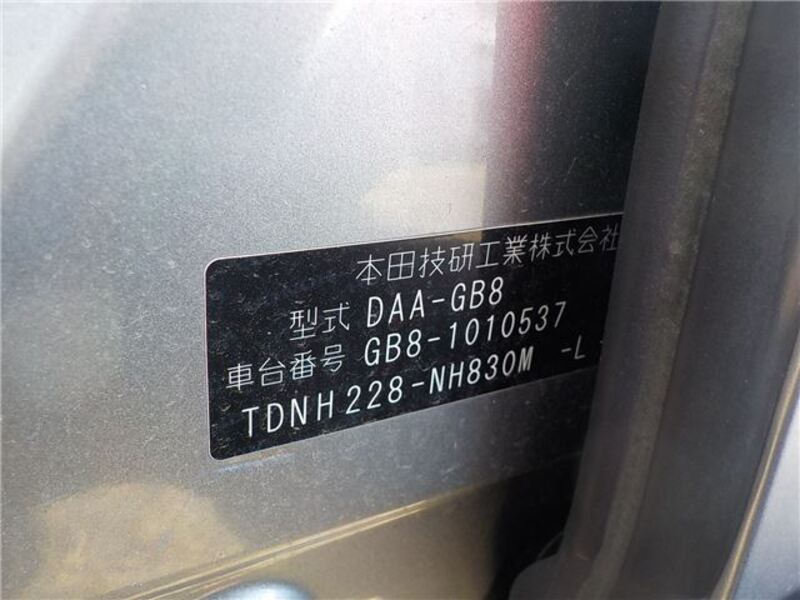 本田技研工業株式会社
型式 DAA-GB8
車台番号 GB8-1010537
TDNH228-NH830M -L